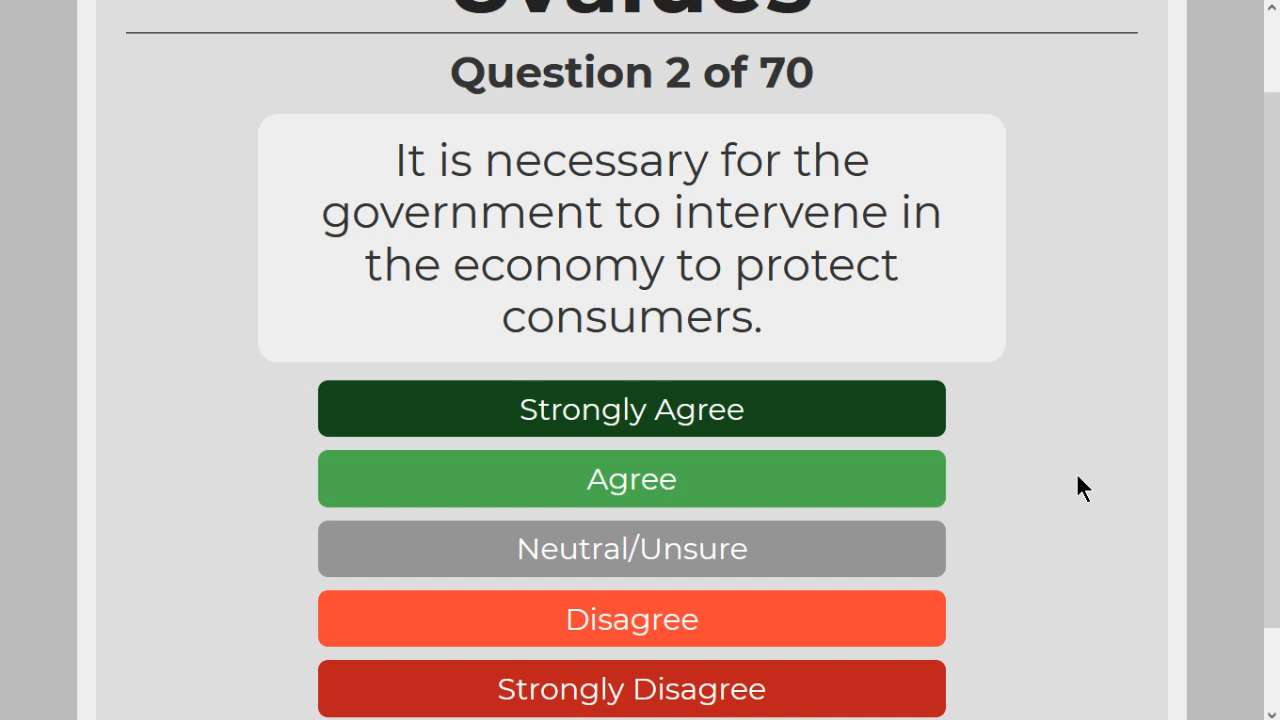 Question 2 of 70
It is necessary for the
government to intervene in
the economy to protect
consumers.
Strongly Agree
Agree
Neutral/Unsure
Disagree
Strongly Disagree